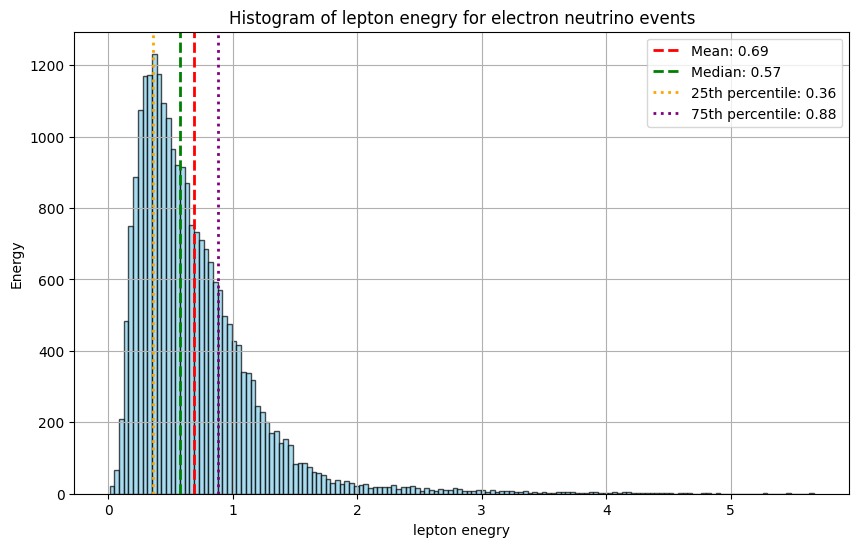 Histogram of lepton enegry for electron neutrino events
Mean: 0.69
Median: 0.57
25th percentile: 0.36
75th percentile: 0.88
Energy
1200
1000
800
600
400
200
0
0 1 2 3 4 5
lepton enegry